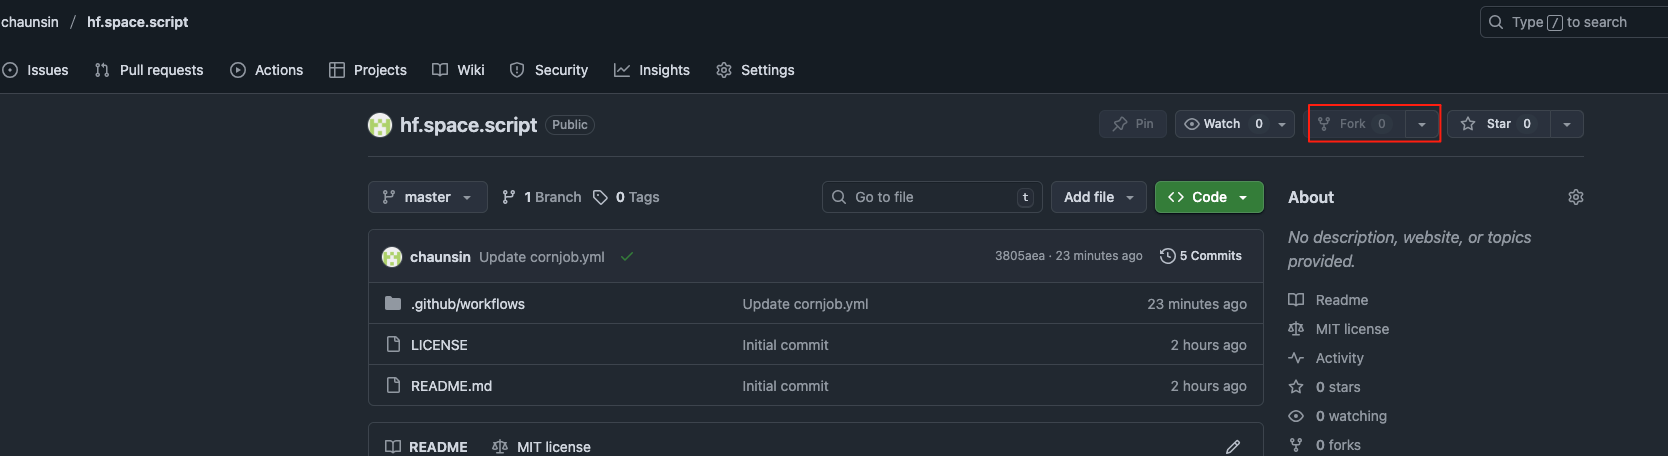 chaunsin / hf.space.script
Type / to search
Issues Pull requests Actions Projects Wiki Security Insights Settings
hf.space.script Public
Pin Watch 0 Fork 0 Star 0
master 1 Branch 0 Tags Go to file t Add file Code
About
No description, website, or topics
provided.
chaunsin Update cornjob.yml 3805aea · 23 minutes ago 5 Commits
.github/workflows Update cornjob.yml 23 minutes ago
LICENSE Initial commit 2 hours ago
README.md Initial commit 2 hours ago
Readme
MIT license
Activity
0 stars
0 watching
0 forks
README MIT license